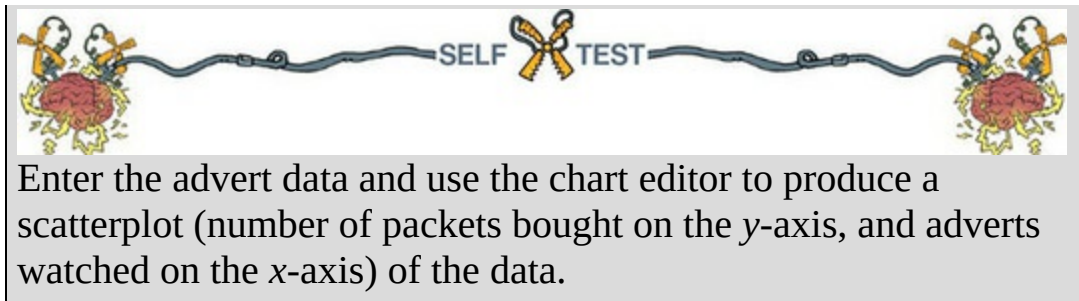 SELF TEST
Enter the advert data and use the chart editor to produce a
scatterplot (number of packets bought on the y-axis, and adverts
watched on the x-axis) of the data.